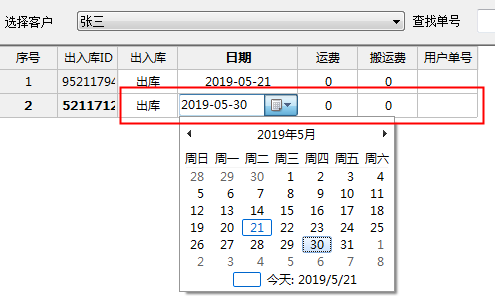 选择客户 张三 查找单号
序号 出入库ID 出入库 日期 运费 搬运费 用户单号
1 95211794 出库 2019-05-21 0 0
2 5211712 出库 2019-05-30 0 0
2019年5月
周日 周一 周二 周三 周四 周五 周六
28 29 30 1 2 3 4
5 6 7 8 9 10 11
12 13 14 15 16 17 18
19 20 21 22 23 24 25
26 27 28 29 30 31 1
2 3 4 5 6 7 8
今天: 2019/5/21